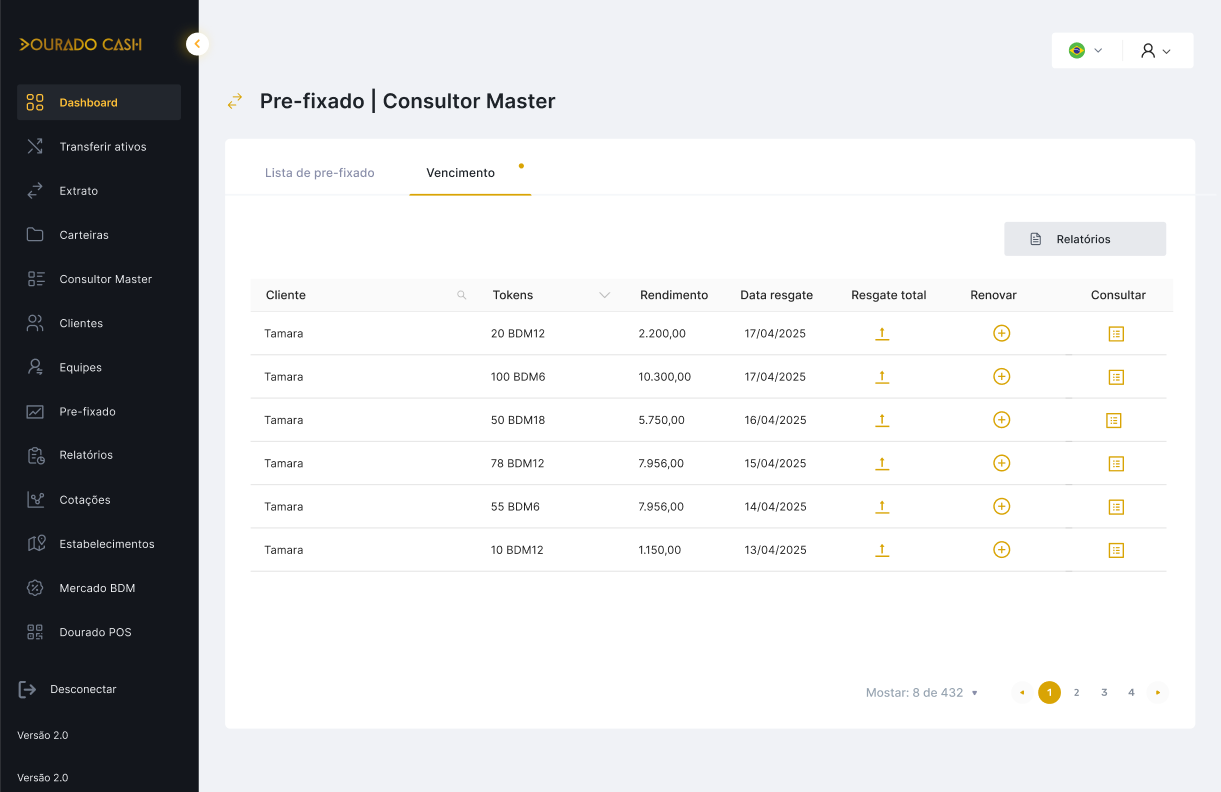 DOURADO CASH
Dashboard
Transferir ativos
Extrato
Carteiras
Consultor Master
Clientes
Equipes
Pre-fixado
Relatórios
Cotações
Estabelecimentos
Mercado BDM
Dourado POS
Desconectar
Versão 2.0
Versão 2.0
Pre-fixado | Consultor Master
Lista de pre-fixado Vencimento
Relatórios
Cliente Tokens Rendimento Data resgate Resgate total Renovar Consultar
Tamara 20 BDM12 2.200,00 17/04/2025
Tamara 100 BDM6 10.300,00 17/04/2025
Tamara 50 BDM18 5.750,00 16/04/2025
Tamara 78 BDM12 7.956,00 15/04/2025
Tamara 55 BDM6 7.956,00 14/04/2025
Tamara 10 BDM12 1.150,00 13/04/2025
Mostar: 8 de 432 1 2 3 4